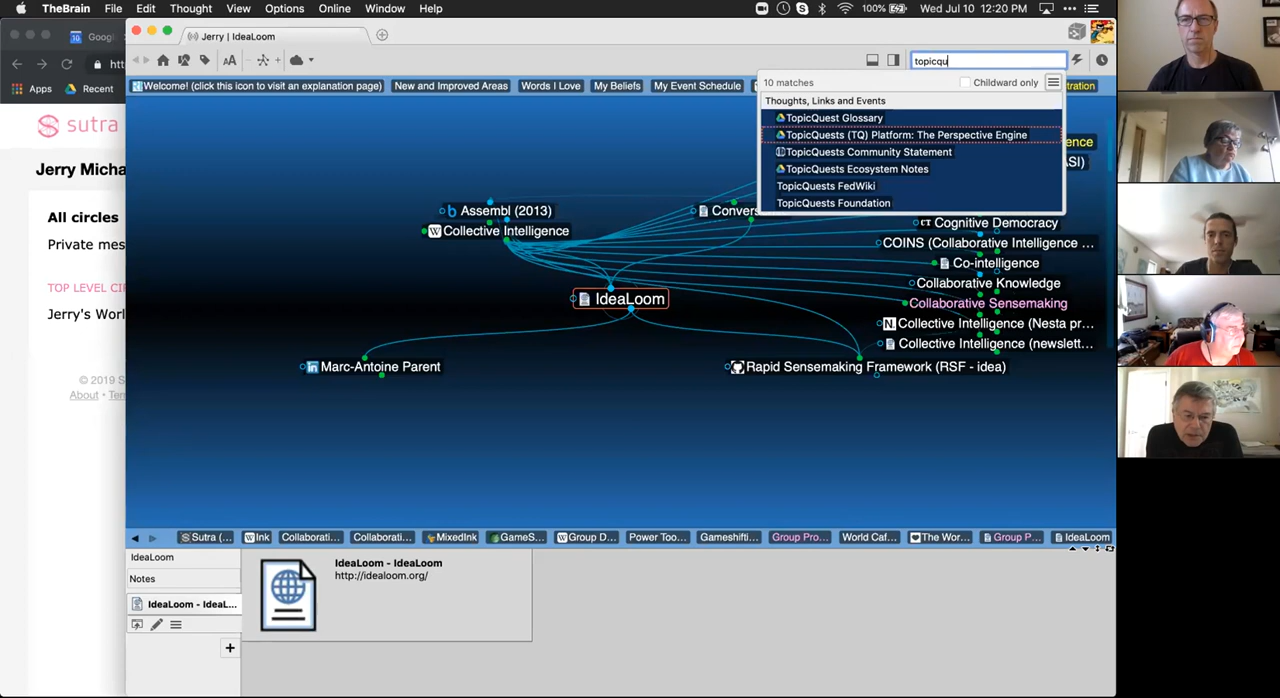 TheBrain File Edit Thought View Options Online Window Help 100% Wed Jul 10 12:20 PM
Jerry | IdeaLoom
AA
topicqu
Apps Recent
sutra
Jerry Micha
All circles
Private mes
TOP LEVEL CIR
Jerry's World
© 2019 S
About · Ter
Welcome! (click this icon to visit an explanation page) New and Improved Areas Words I Love My Beliefs My Event Schedule
10 matches Childward only
Thoughts, Links and Events
TopicQuest Glossary
TopicQuests (TQ) Platform: The Perspective Engine
TopicQuests Community Statement
TopicQuests Ecosystem Notes
TopicQuests FedWiki
TopicQuests Foundation
Assembl (2013)
Collective Intelligence
Convers
Cognitive Democracy
COINS (Collaborative Intelligence ...
Co-intelligence
Collaborative Knowledge
Collaborative Sensemaking
Collective Intelligence (Nesta pr...
Collective Intelligence (newslett...
IdeaLoom
Marc-Antoine Parent
Rapid Sensemaking Framework (RSF - idea)
Sutra (... Ink Collaborati... Collaborati... MixedInk GameS... Group D... Power Too... Gameshifti... Group Pro... World Caf... The Wor... Group P... IdeaLoom
IdeaLoom
Notes
IdeaLoom - IdeaL...
IdeaLoom - IdeaLoom
http://idealoom.org/